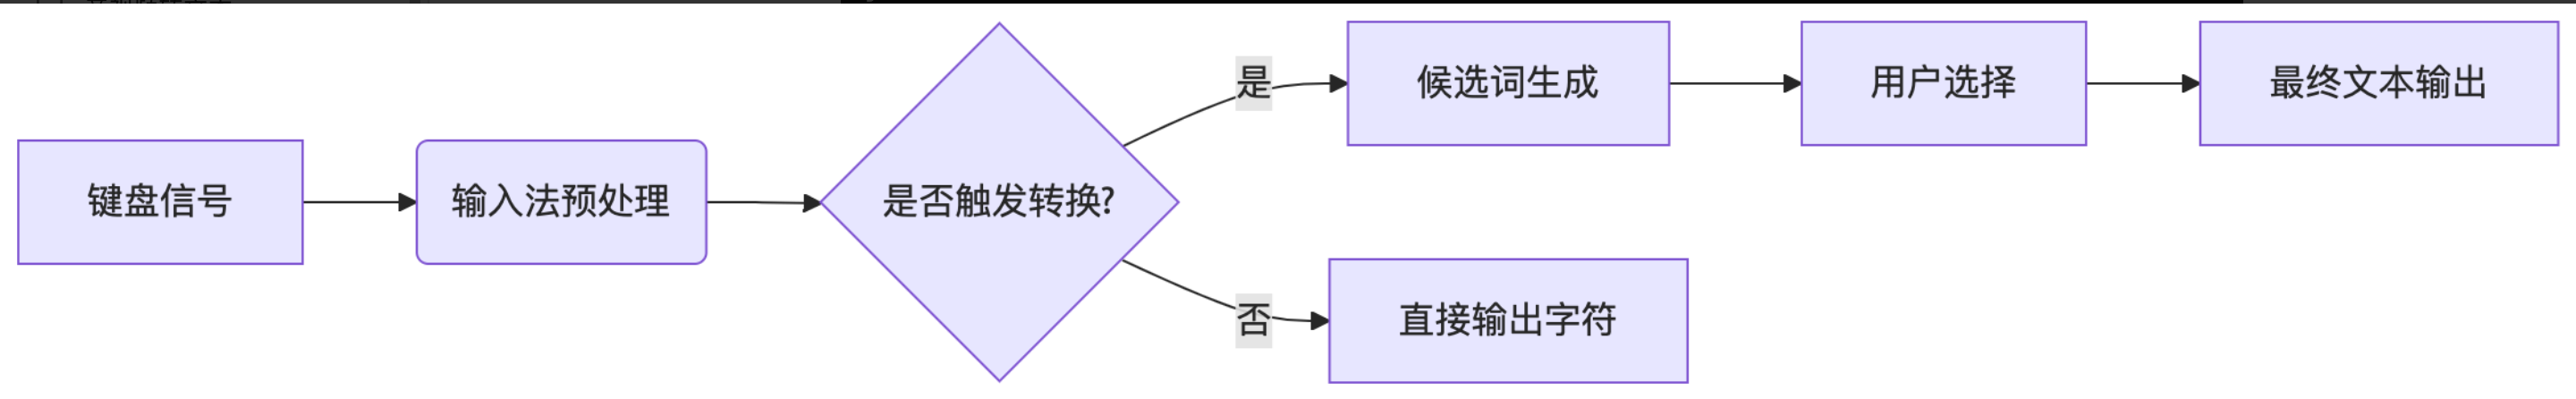 键盘信号
输入法预处理
是否触发转换?
是
候选词生成
用户选择
最终文本输出
否
直接输出字符